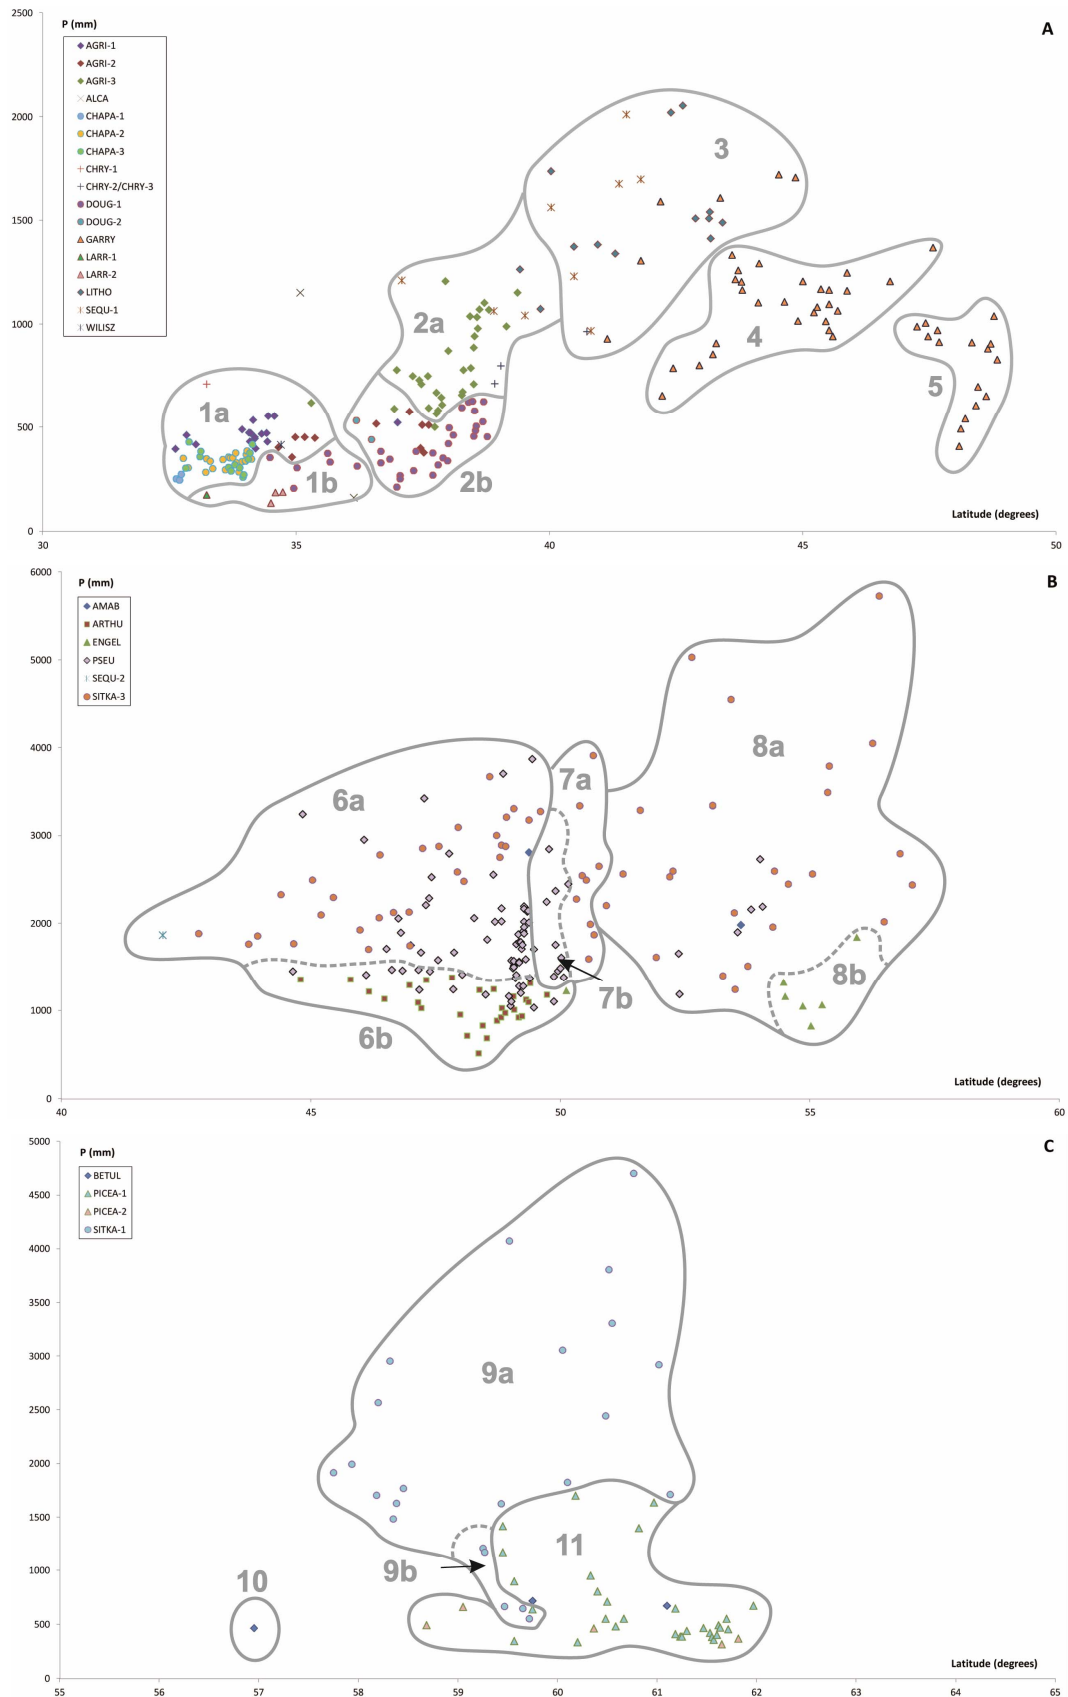 P (mm)
A
AGRI-1
AGRI-2
AGRI-3
ALCA
CHAPA-1
CHAPA-2
CHAPA-3
CHRY-1
CHRY-2/CHRY-3
DOUG-1
DOUG-2
GARRY
LARR-1
LARR-2
LITHO
SEQU-1
WILISZ
2500
2000
1500
1000
500
0
3
2a
4
5
1a
1b
2b
Latitude (degrees)
30 35 40 45 50
P (mm)
B
AMAB
ARTHU
ENGEL
PSEU
SEQU-2
SITKA-3
6000
5000
4000
3000
2000
1000
0
8a
7a
6a
8b
7b
6b
Latitude (degrees)
40 45 50 55 60
P (mm)
C
BETUL
PICEA-1
PICEA-2
SITKA-1
5000
4500
4000
3500
3000
2500
2000
1500
1000
500
0
9a
11
9b
10
Latitude (degrees)
55 56 57 58 59 60 61 62 63 64 65